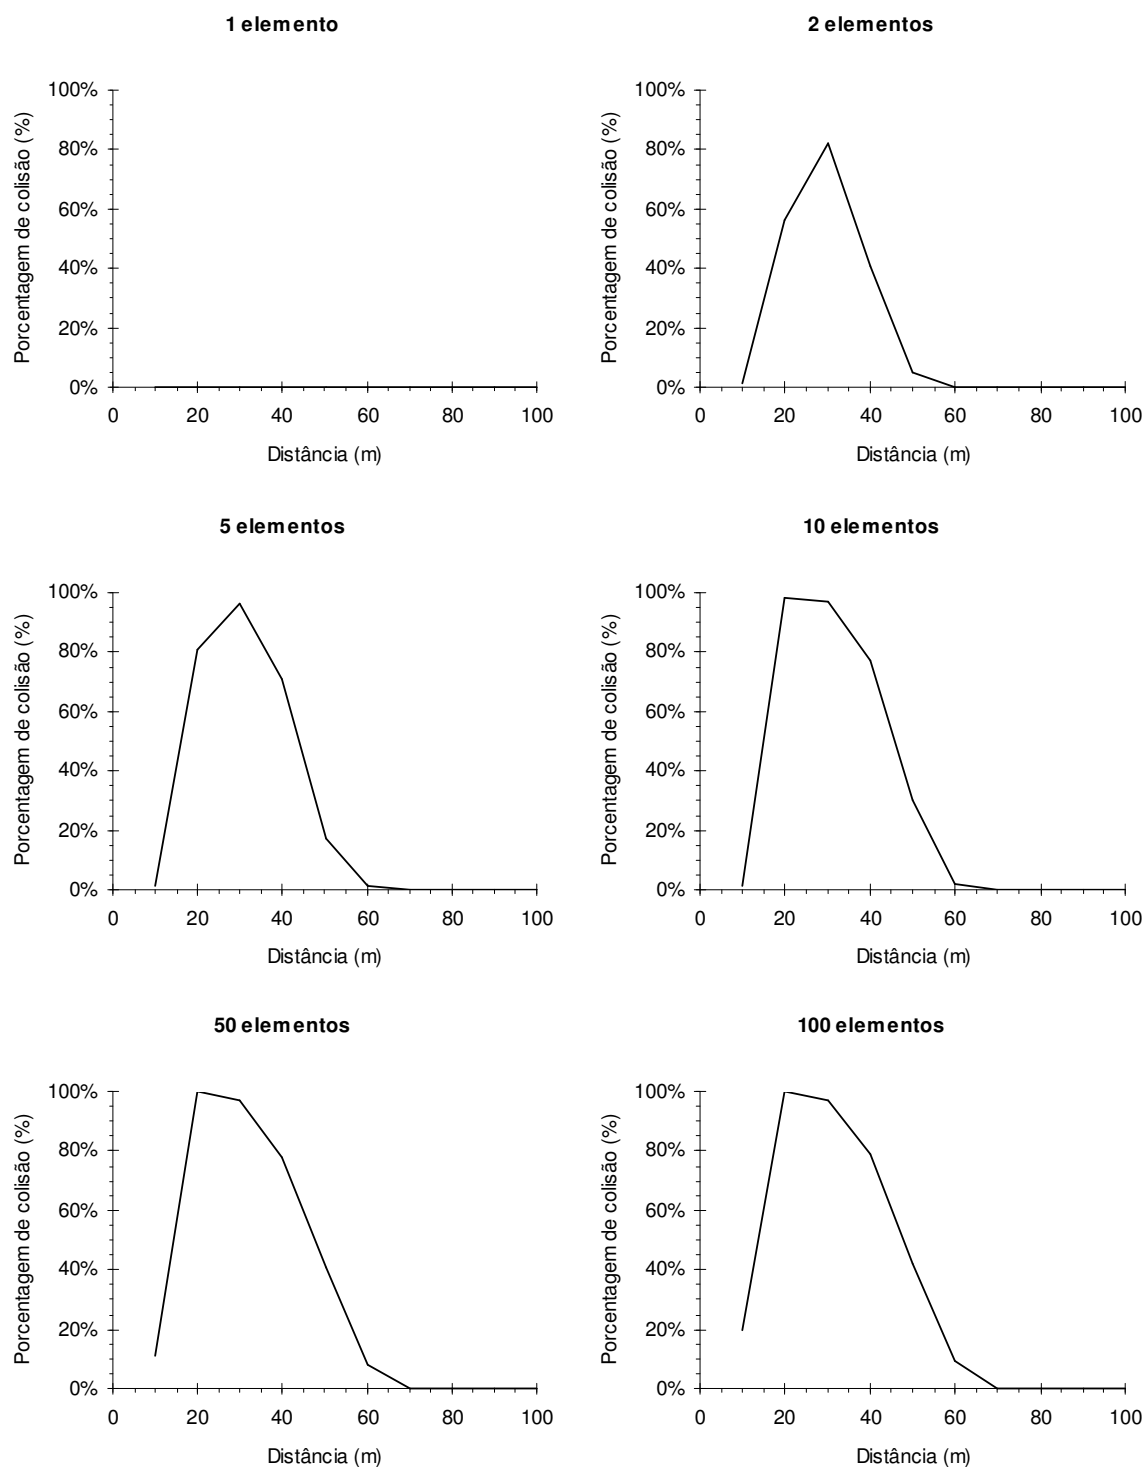 1 elemento
100%
80%
60%
40%
20%
0%
Porcentagem de colisão (%)
0 20 40 60 80 100
Distância (m)
2 elementos
100%
80%
60%
40%
20%
0%
Porcentagem de colisão (%)
0 20 40 60 80 100
Distância (m)
5 elementos
100%
80%
60%
40%
20%
0%
Porcentagem de colisão (%)
0 20 40 60 80 100
Distância (m)
10 elementos
100%
80%
60%
40%
20%
0%
Porcentagem de colisão (%)
0 20 40 60 80 100
Distância (m)
50 elementos
100%
80%
60%
40%
20%
0%
Porcentagem de colisão (%)
0 20 40 60 80 100
Distância (m)
100 elementos
100%
80%
60%
40%
20%
0%
Porcentagem de colisão (%)
0 20 40 60 80 100
Distância (m)